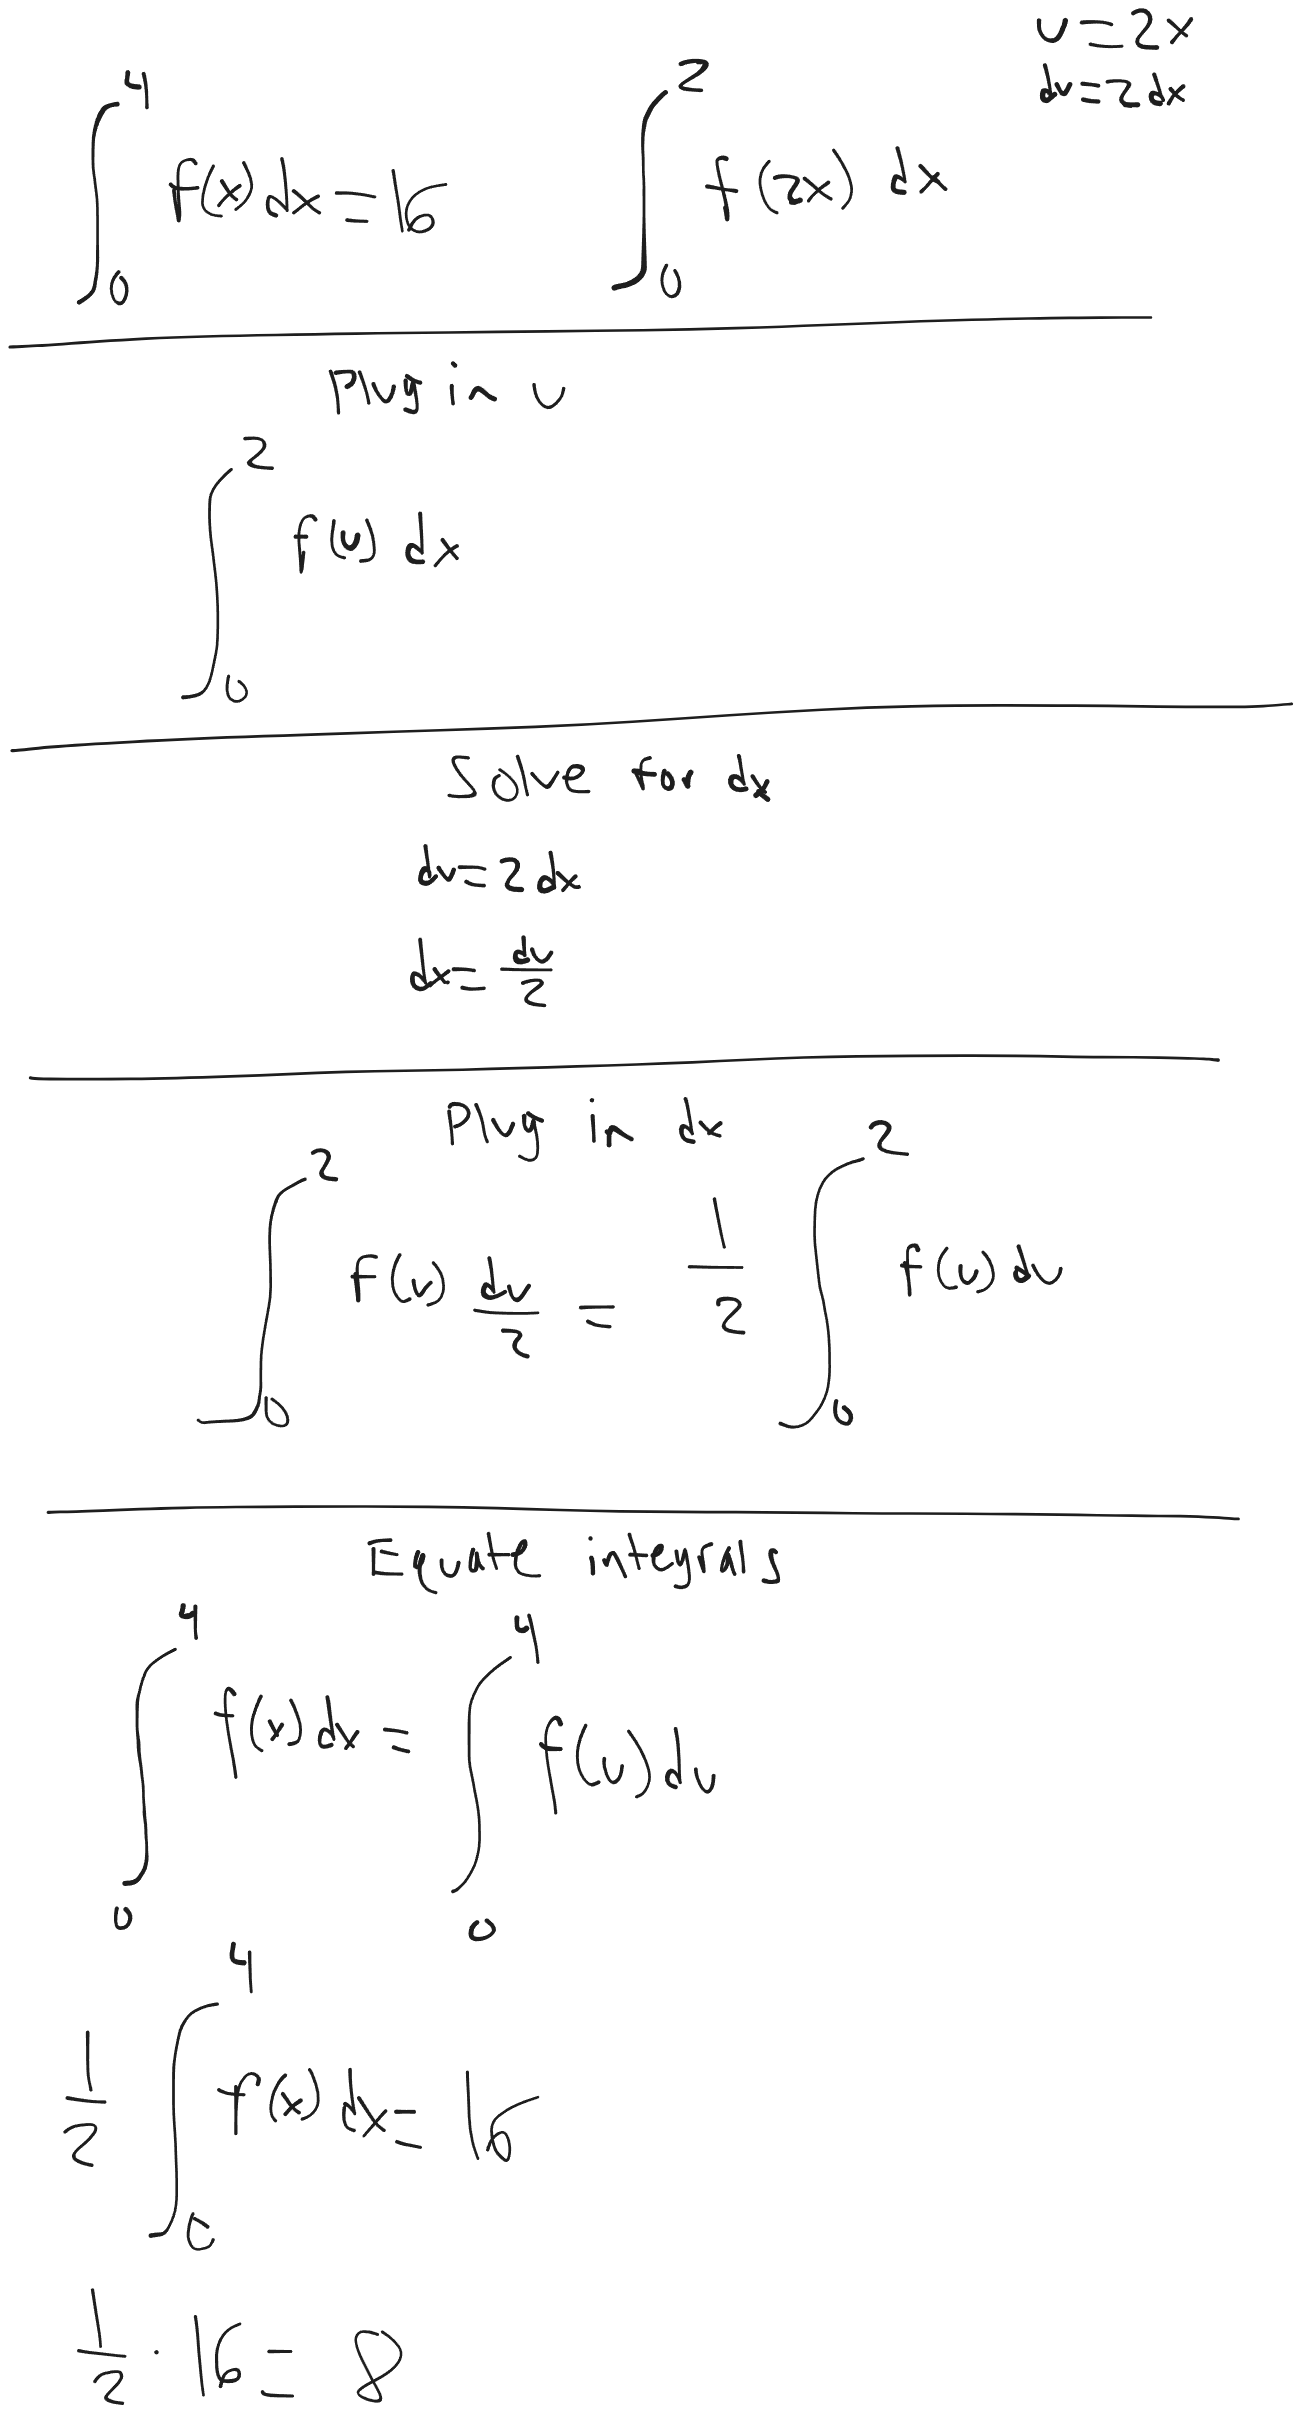 u=2x
du=2dx
∫₀⁴ f(x)dx=16    ∫₀² f(2x) dx
Plug in u
∫₀² f(u) dx
Solve for dx
du=2dx
dx=du/2
Plug in dx
∫₀² f(u) du/2 = 1/2 ∫₀² f(u)du
Equate integrals
∫₀⁴ f(x)dx = ∫₀⁴ f(u)du
1/2 ∫₀⁴ f(x)dx= 16
1/2 · 16 = 8